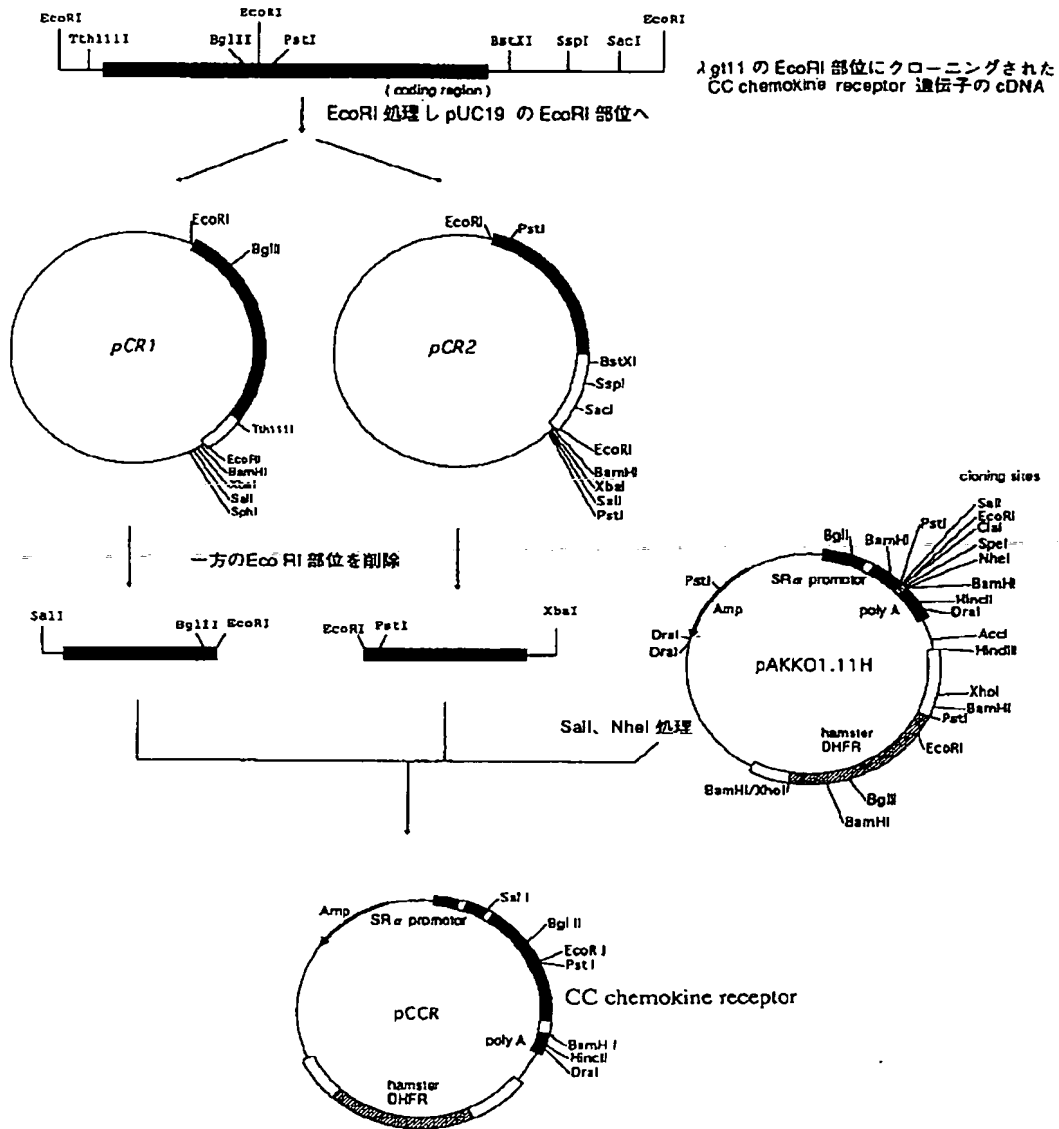 EcoRI
EcoRI
EcoRI
Tth111I
BglII
PstI
BstXI
SspI
SacI
( coding region )
λgt11 の EcoRI 部位にクローニングされた
CC chemokine receptor 遺伝子の cDNA
EcoRI 処理し pUC19 の EcoRI 部位へ
EcoRI
BglII
pCR1
Tth111I
EcoRI
BamHI
XbaI
SalI
SphI
EcoRI
PstI
pCR2
BstXI
SspI
SacI
EcoRI
BamHI
XbaI
SalI
PstI
一方のEco RI 部位を削除
SalI
BglII
EcoRI
EcoRI
PstI
XbaI
SalI、NheI 処理
cloning sites
SalI
EcoRI
ClaI
SpeI
NheI
BamHI
HincII
DraI
PstI
BamHI
BglI
SRα promotor
poly A
PstI
Amp
DraI
DraI
pAKKO1.11H
AccI
HindIII
XhoI
BamHI
PstI
EcoRI
hamster
DHFR
BamHI/XhoI
BglII
BamHI
Amp
SRα promotor
Sal I
Bgl II
EcoR I
Pst I
CC chemokine receptor
pCCR
poly A
BamH I
HincII
DraI
hamster
DHFR